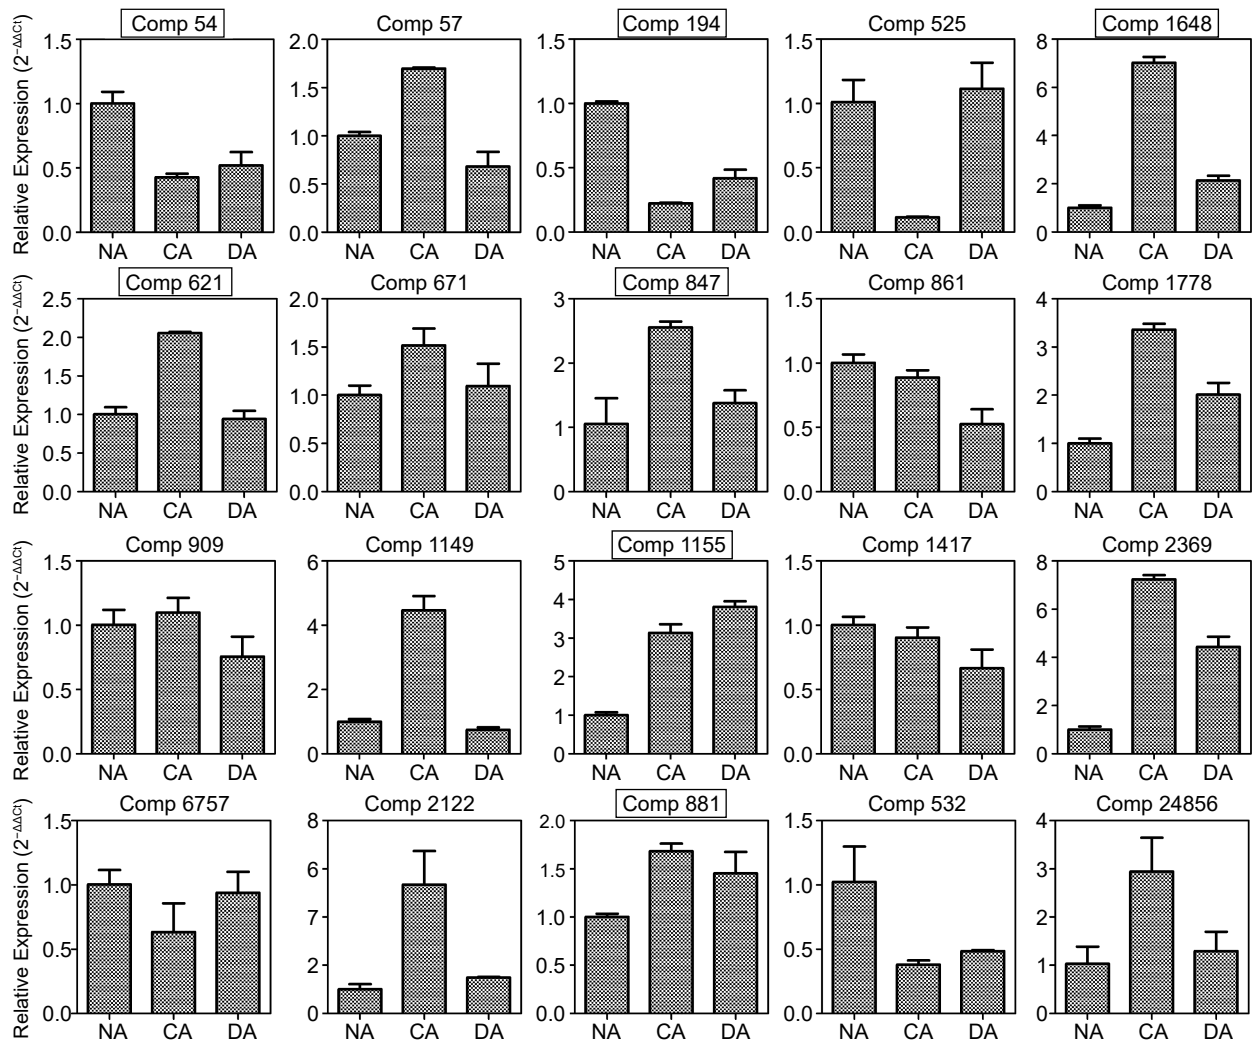 Comp 54 Comp 57 Comp 194 Comp 525 Comp 1648
Relative Expression (2−ΔΔCt)
1.5 2.0 1.5 1.5 8
1.0 1.5 1.0 1.0 6
0.5 1.0 0.5 0.5 4
0.0 0.5 0.0 0.0 2
0.0 0
NA CA DA NA CA DA NA CA DA NA CA DA NA CA DA
Comp 621 Comp 671 Comp 847 Comp 861 Comp 1778
Relative Expression (2−ΔΔCt)
2.5 2.0 3 1.5 4
2.0 1.5 2 1.0 3
1.5 1.0 1 0.5 2
1.0 0.5 0 0.0 1
0.5 0.0 0
0.0
NA CA DA NA CA DA NA CA DA NA CA DA NA CA DA
Comp 909 Comp 1149 Comp 1155 Comp 1417 Comp 2369
Relative Expression (2−ΔΔCt)
1.5 6 5 1.5 8
1.0 4 4 1.0 6
0.5 2 3 0.5 4
0.0 0 2 0.0 2
1 0
0
NA CA DA NA CA DA NA CA DA NA CA DA NA CA DA
Comp 6757 Comp 2122 Comp 881 Comp 532 Comp 24856
Relative Expression (2−ΔΔCt)
1.5 8 2.0 1.5 4
1.0 6 1.5 1.0 3
0.5 7 1.0 0.5 2
0.0 2 0.5 0.0 1
0 0.0 0
NA CA DA NA CA DA NA CA DA NA CA DA NA CA DA